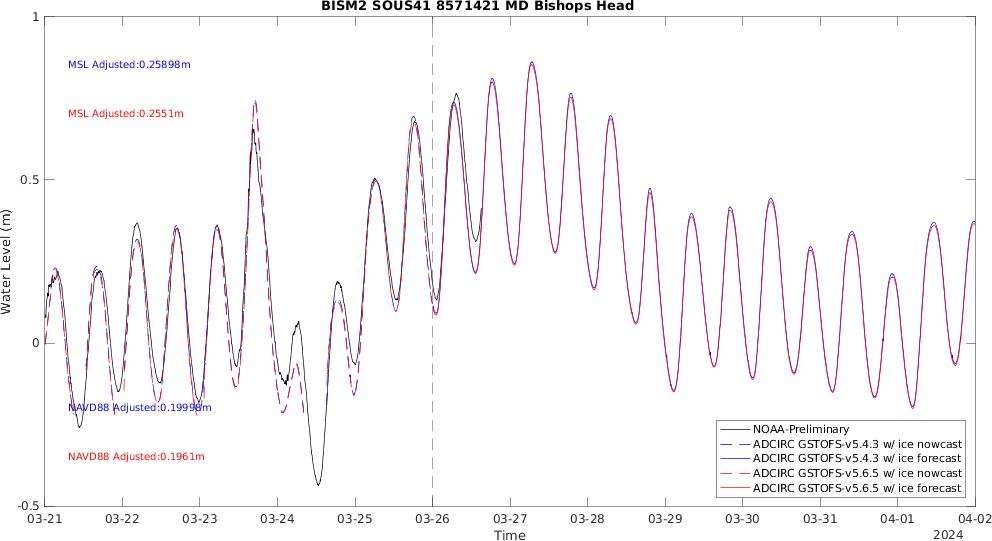 BISM2 SOUS41 8571421 MD Bishops Head
1
MSL Adjusted:0.25898m
MSL Adjusted:0.2551m
0.5
Water Level (m)
0
NAVD88 Adjusted:0.19998m
NAVD88 Adjusted:0.1961m
NOAA-Preliminary
ADCIRC GSTOFS-v5.4.3 w/ ice nowcast
ADCIRC GSTOFS-v5.4.3 w/ ice forecast
ADCIRC GSTOFS-v5.6.5 w/ ice nowcast
ADCIRC GSTOFS-v5.6.5 w/ ice forecast
-0.5
03-21 03-22 03-23 03-24 03-25 03-26 03-27 03-28 03-29 03-30 03-31 04-01 04-02
Time 2024